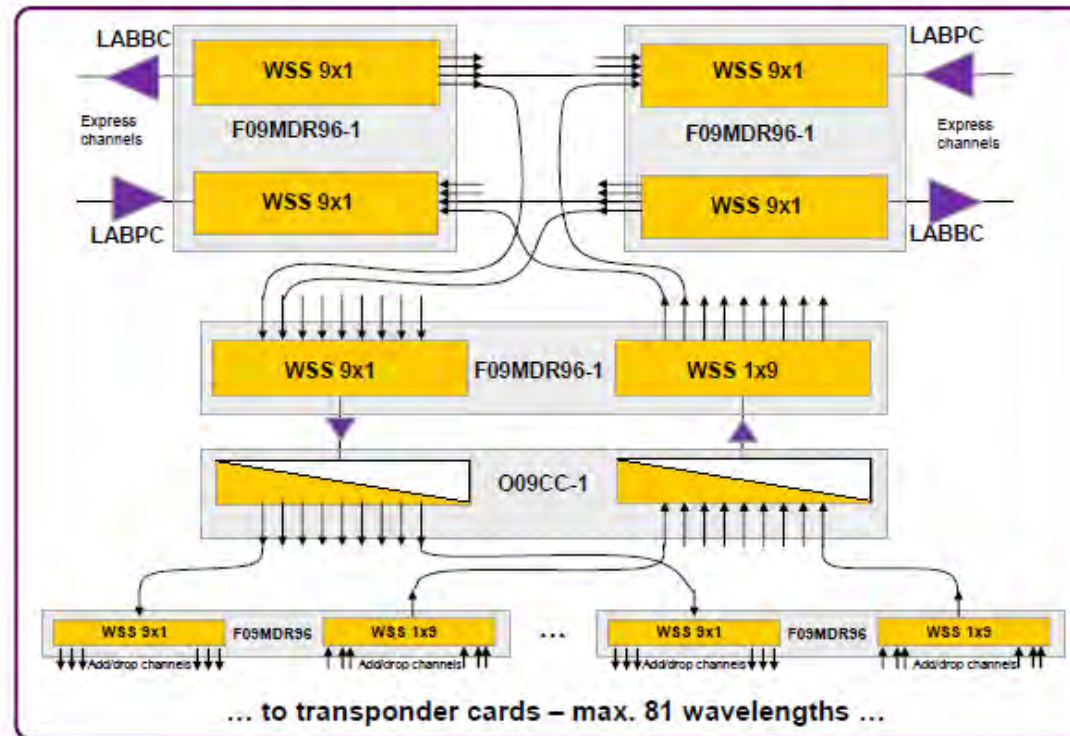 LABBC
WSS 9x1
WSS 9x1
LABPC
Express
channels
F09MDR96-1
F09MDR96-1
Express
channels
WSS 9x1
WSS 9x1
LABPC
LABBC
WSS 9x1
F09MDR96-1
WSS 1x9
O09CC-1
WSS 9x1
F09MDR96
WSS 1x9
...
WSS 9x1
F09MDR96
WSS 1x9
Add/drop channels
Add/drop channels
Add/drop channels
Add/drop channels
... to transponder cards – max. 81 wavelengths ...